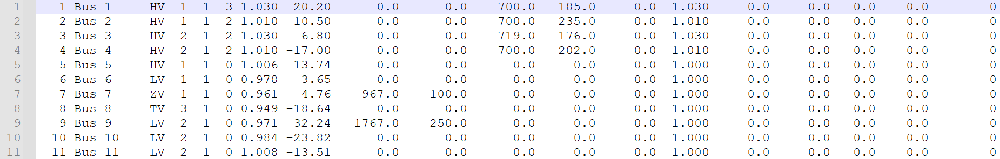 1 1 Bus 1 HV 1 1 3 1.030 20.20 0.0 0.0 700.0 185.0 0.0 1.030 0.0 0.0 0.0 0.0 0
2 2 Bus 2 HV 1 1 2 1.010 10.50 0.0 0.0 700.0 235.0 0.0 1.010 0.0 0.0 0.0 0.0 0
3 3 Bus 3 HV 2 1 2 1.030 -6.80 0.0 0.0 719.0 176.0 0.0 1.030 0.0 0.0 0.0 0.0 0
4 4 Bus 4 HV 2 1 2 1.010 -17.00 0.0 0.0 700.0 202.0 0.0 1.010 0.0 0.0 0.0 0.0 0
5 5 Bus 5 HV 1 1 0 1.006 13.74 0.0 0.0 0.0 0.0 0.0 1.000 0.0 0.0 0.0 0.0 0
6 6 Bus 6 LV 1 1 0 0.978 3.65 0.0 0.0 0.0 0.0 0.0 1.000 0.0 0.0 0.0 0.0 0
7 7 Bus 7 ZV 1 1 0 0.961 -4.76 967.0 -100.0 0.0 0.0 0.0 1.000 0.0 0.0 0.0 0.0 0
8 8 Bus 8 TV 3 1 0 0.949 -18.64 0.0 0.0 0.0 0.0 0.0 1.000 0.0 0.0 0.0 0.0 0
9 9 Bus 9 LV 2 1 0 0.971 -32.24 1767.0 -250.0 0.0 0.0 0.0 1.000 0.0 0.0 0.0 0.0 0
10 10 Bus 10 LV 2 1 0 0.984 -23.82 0.0 0.0 0.0 0.0 0.0 1.000 0.0 0.0 0.0 0.0 0
11 11 Bus 11 LV 2 1 0 1.008 -13.51 0.0 0.0 0.0 0.0 0.0 1.000 0.0 0.0 0.0 0.0 0